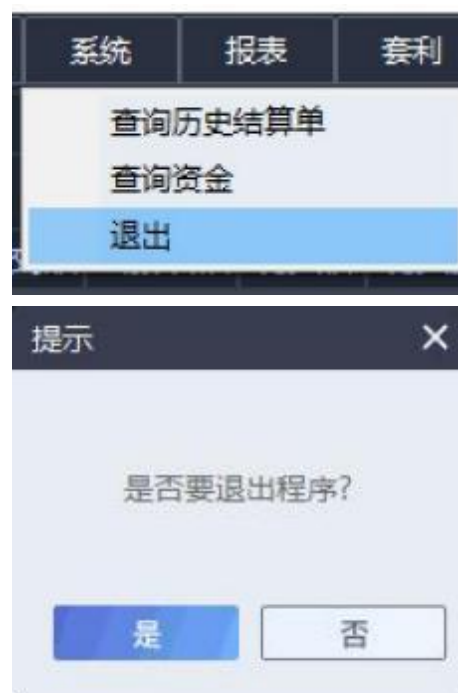 系统 报表 套利
查询历史结算单
查询资金
退出
提示
是否要退出程序?
是 否